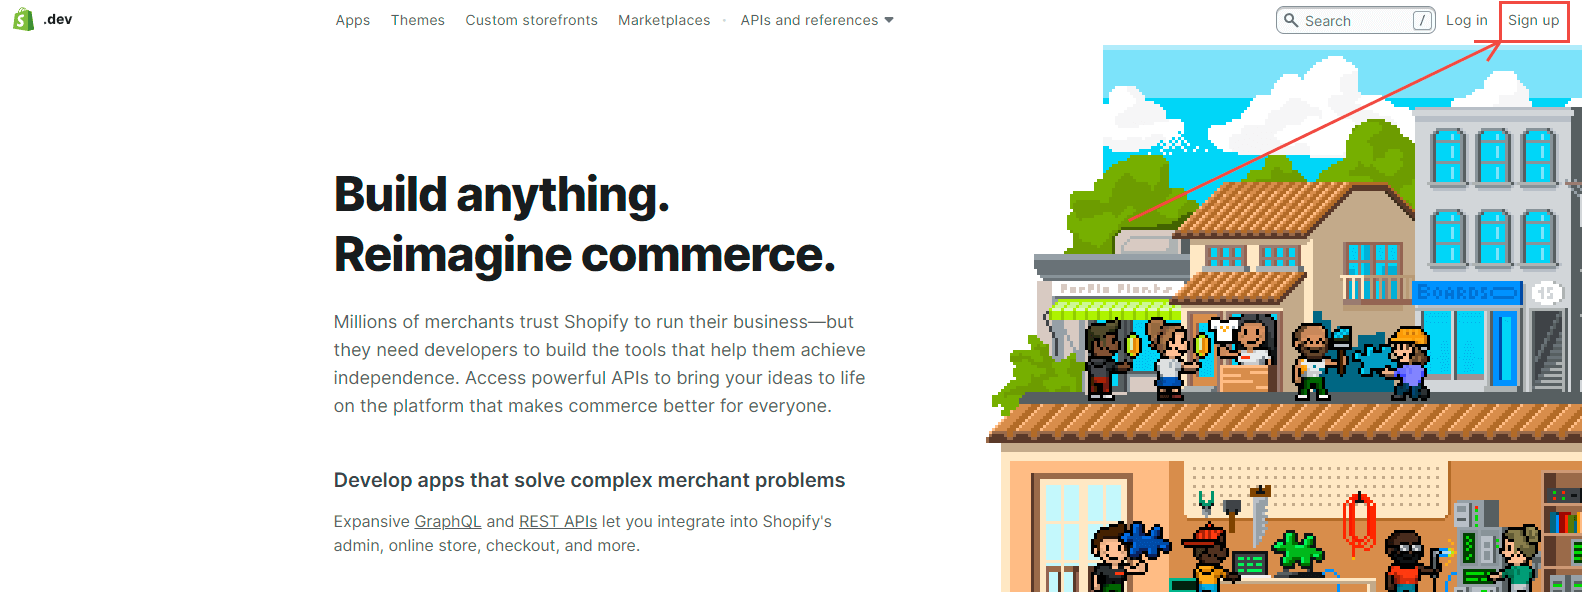 .dev
Apps Themes Custom storefronts Marketplaces APIs and references
Search /
Log in
Sign up
Build anything.
Reimagine commerce.
Millions of merchants trust Shopify to run their business—but
they need developers to build the tools that help them achieve
independence. Access powerful APIs to bring your ideas to life
on the platform that makes commerce better for everyone.
Develop apps that solve complex merchant problems
Expansive GraphQL and REST APIs let you integrate into Shopify's
admin, online store, checkout, and more.
Purple Plants
BOARDS
45